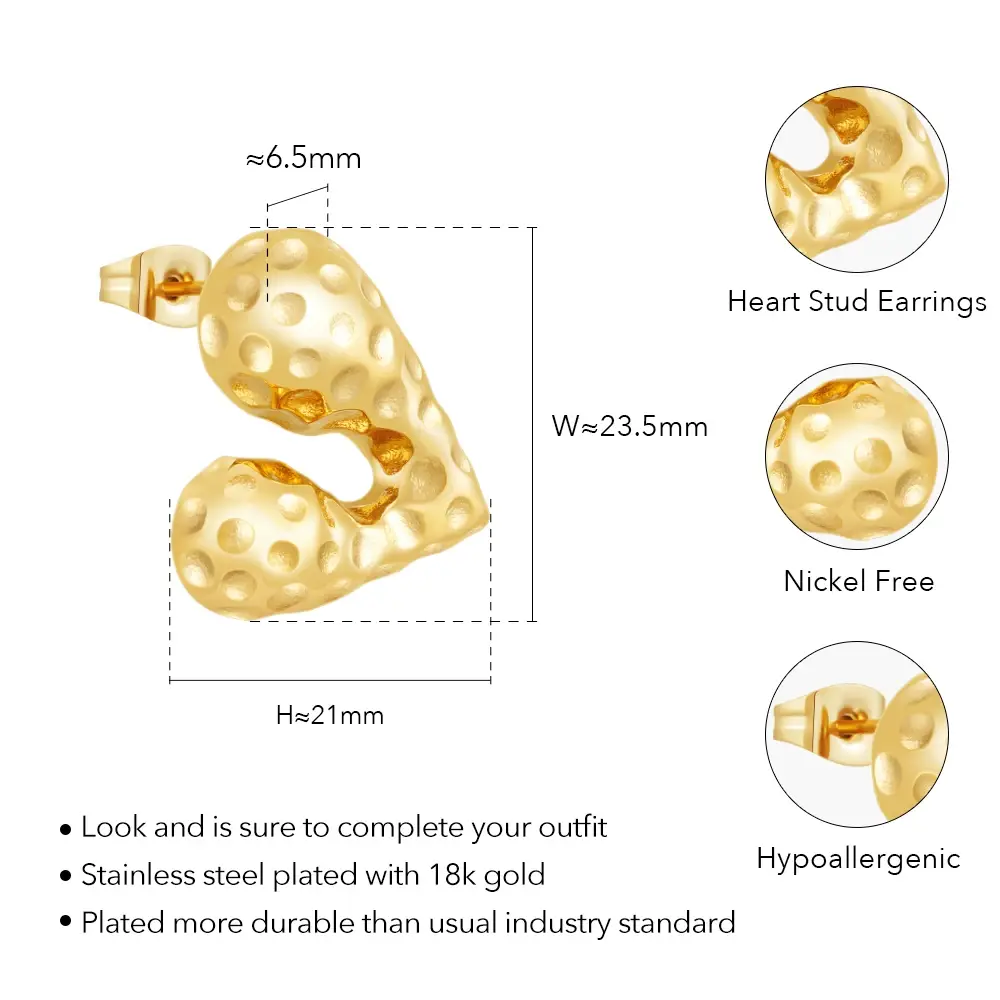 ≈6.5mm
Heart Stud Earrings
W≈23.5mm
Nickel Free
H≈21mm
Hypoallergenic
• Look and is sure to complete your outfit
• Stainless steel plated with 18k gold
• Plated more durable than usual industry standard